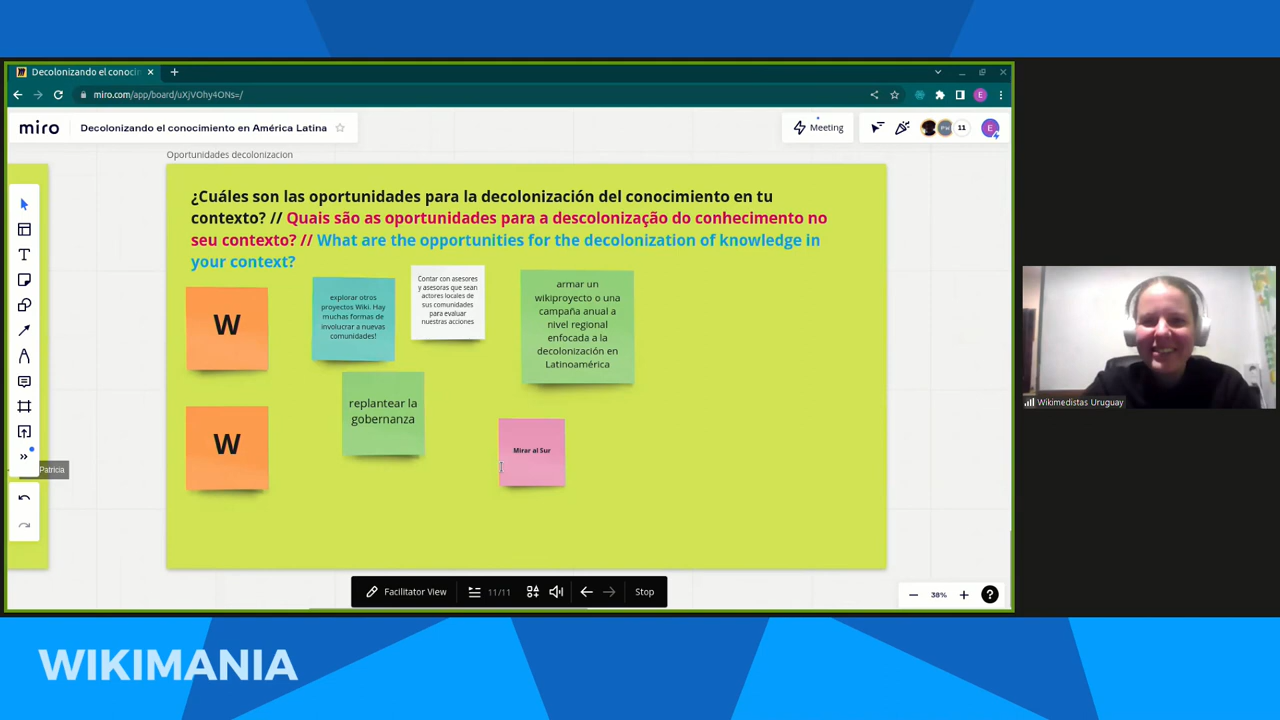 Decolonizando el conoci
miro.com/app/board/uXjVOhy4ONs=/
E
miro
Decolonizando el conocimiento en América Latina
Meeting
11
E
Oportunidades decolonizacion
¿Cuáles son las oportunidades para la decolonización del conocimiento en tu
contexto? // Quais são as oportunidades para a descolonização do conhecimento no
seu contexto? // What are the opportunities for the decolonization of knowledge in
your context?
W
explorar otros
proyectos Wiki. Hay
muchas formas de
involucrar a nuevas
comunidades!
Contar con asesores
y asesoras que sean
actores locales de
sus comunidades
para evaluar
nuestras acciones
armar un
wikiproyecto o una
campaña anual a
nivel regional
enfocada a la
decolonización en
Latinoamérica
replantear la
gobernanza
W
Mirar al Sur
Patricia
Wikimedistas Uruguay
Facilitator View
11/11
Stop
38%
WIKIMANIA